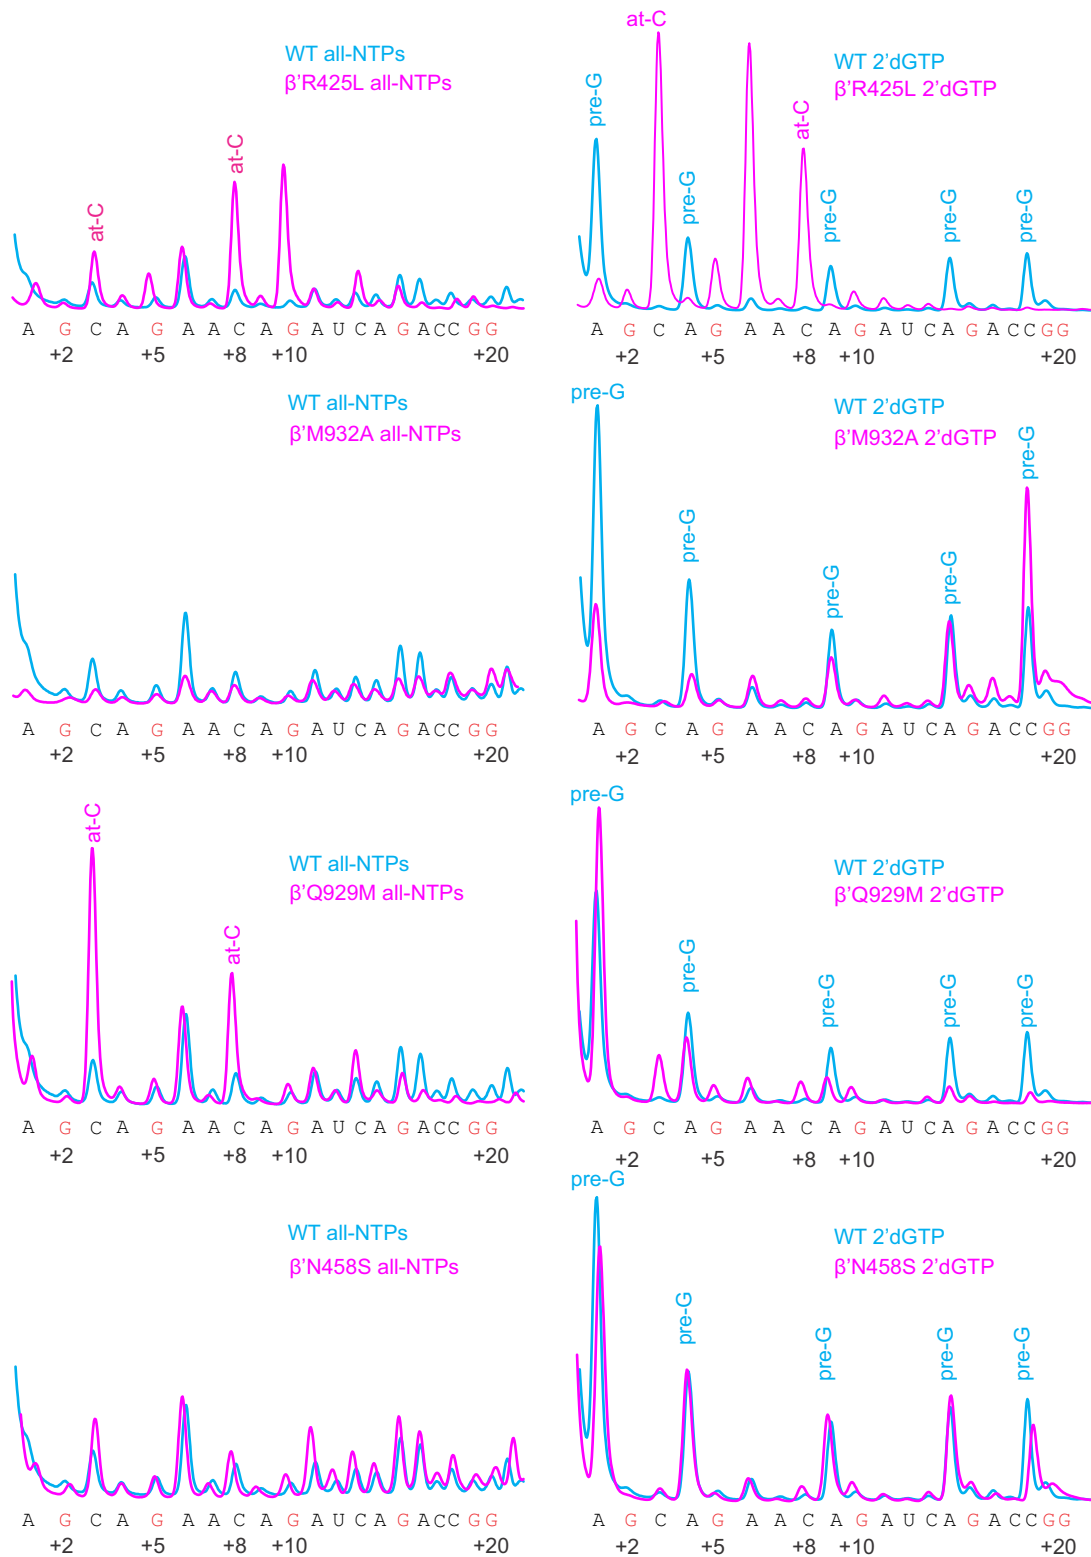 WT all-NTPs
β'R425L all-NTPs
at-C
at-C
A G C A G A A C A G A U C A G A C C G G
+2 +5 +8 +10 +20
at-C
WT 2'dGTP
β'R425L 2'dGTP
pre-G
pre-G
at-C
pre-G
pre-G
pre-G
A G C A G A A C A G A U C A G A C C G G
+2 +5 +8 +10 +20
WT all-NTPs
β'M932A all-NTPs
A G C A G A A C A G A U C A G A C C G G
+2 +5 +8 +10 +20
pre-G
WT 2'dGTP
β'M932A 2'dGTP
pre-G
pre-G
pre-G
pre-G
A G C A G A A C A G A U C A G A C C G G
+2 +5 +8 +10 +20
at-C
WT all-NTPs
β'Q929M all-NTPs
at-C
A G C A G A A C A G A U C A G A C C G G
+2 +5 +8 +10 +20
pre-G
WT 2'dGTP
β'Q929M 2'dGTP
pre-G
pre-G
pre-G
pre-G
A G C A G A A C A G A U C A G A C C G G
+2 +5 +8 +10 +20
WT all-NTPs
β'N458S all-NTPs
A G C A G A A C A G A U C A G A C C G G
+2 +5 +8 +10 +20
pre-G
WT 2'dGTP
β'N458S 2'dGTP
pre-G
pre-G
pre-G
pre-G
A G C A G A A C A G A U C A G A C C G G
+2 +5 +8 +10 +20